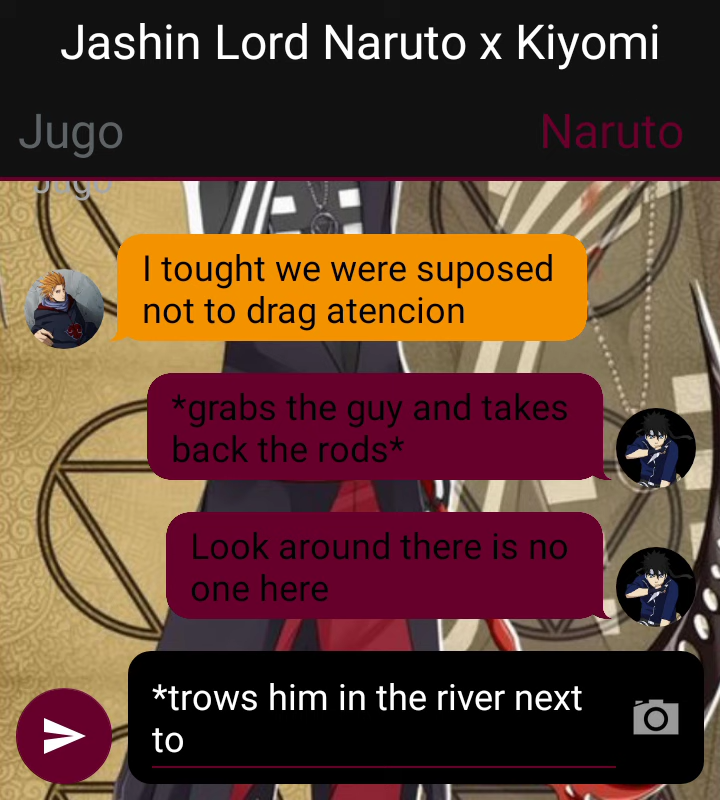 Jashin Lord Naruto x Kiyomi
Jugo Naruto
Jugo
I tought we were suposed
not to drag atencion
*grabs the guy and takes
back the rods*
Look around there is no
one here
*trows him in the river next
to